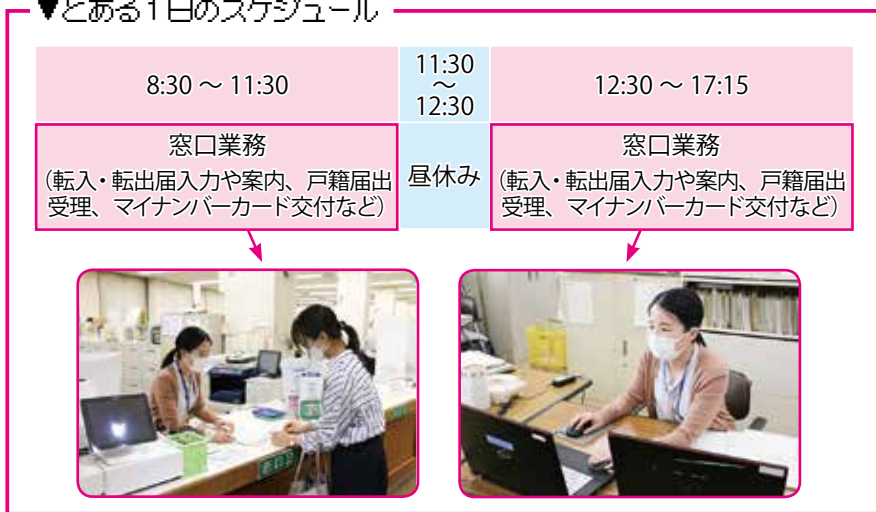 ▼とある１日のスケジュール
8:30 ～ 11:30
11:30
～
12:30
12:30 ～ 17:15
窓口業務
（転入・転出届入力や案内、戸籍届出
受理、マイナンバーカード交付など）
昼休み
窓口業務
（転入・転出届入力や案内、戸籍届出
受理、マイナンバーカード交付など）